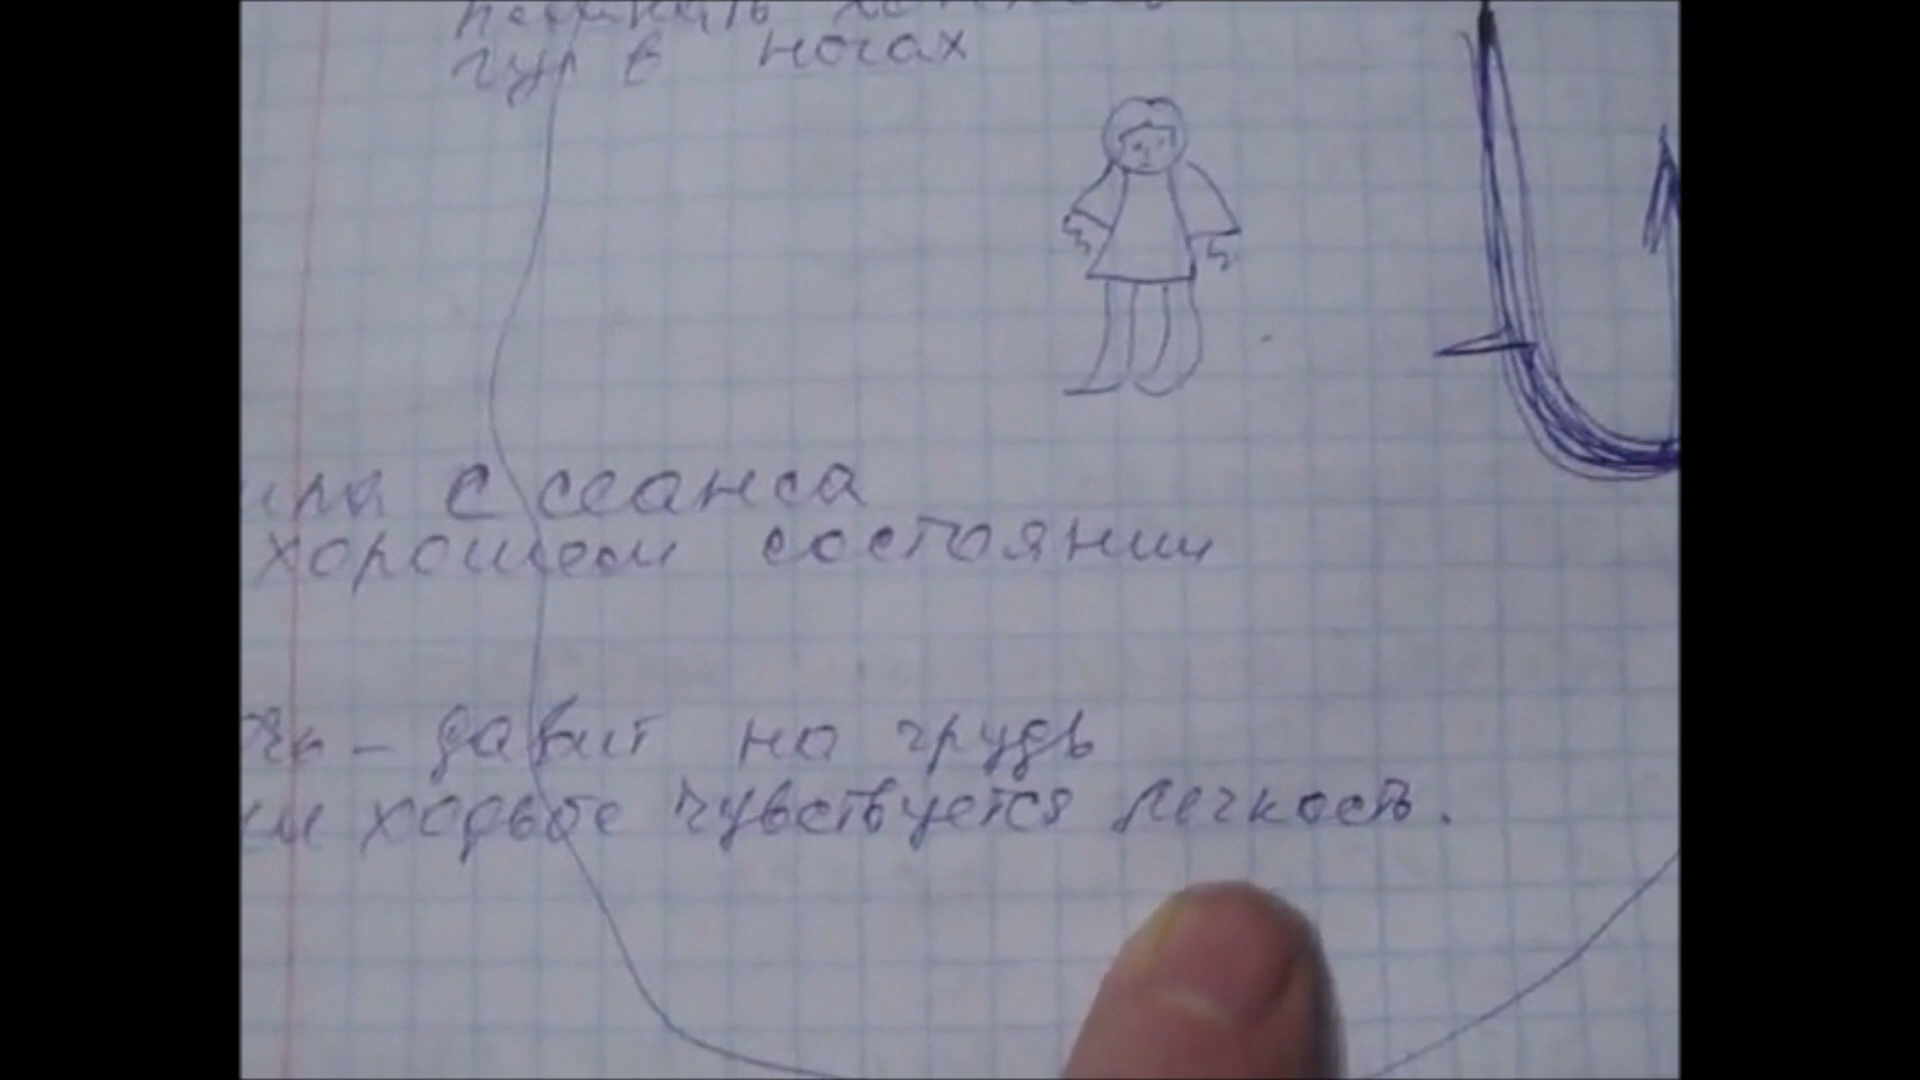 гул в ногах
с сеанса
хорошем состоянии
– давит на грудь
ходьбе чувствуется легкость.